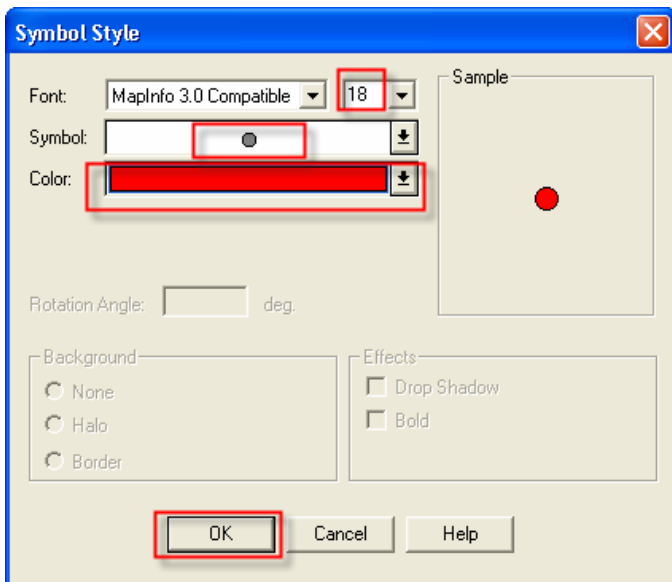 Symbol Style
Font: MapInfo 3.0 Compatible 18
Symbol:
Color:
Sample
Rotation Angle: deg.
Background
None
Halo
Border
Effects
Drop Shadow
Bold
OK Cancel Help